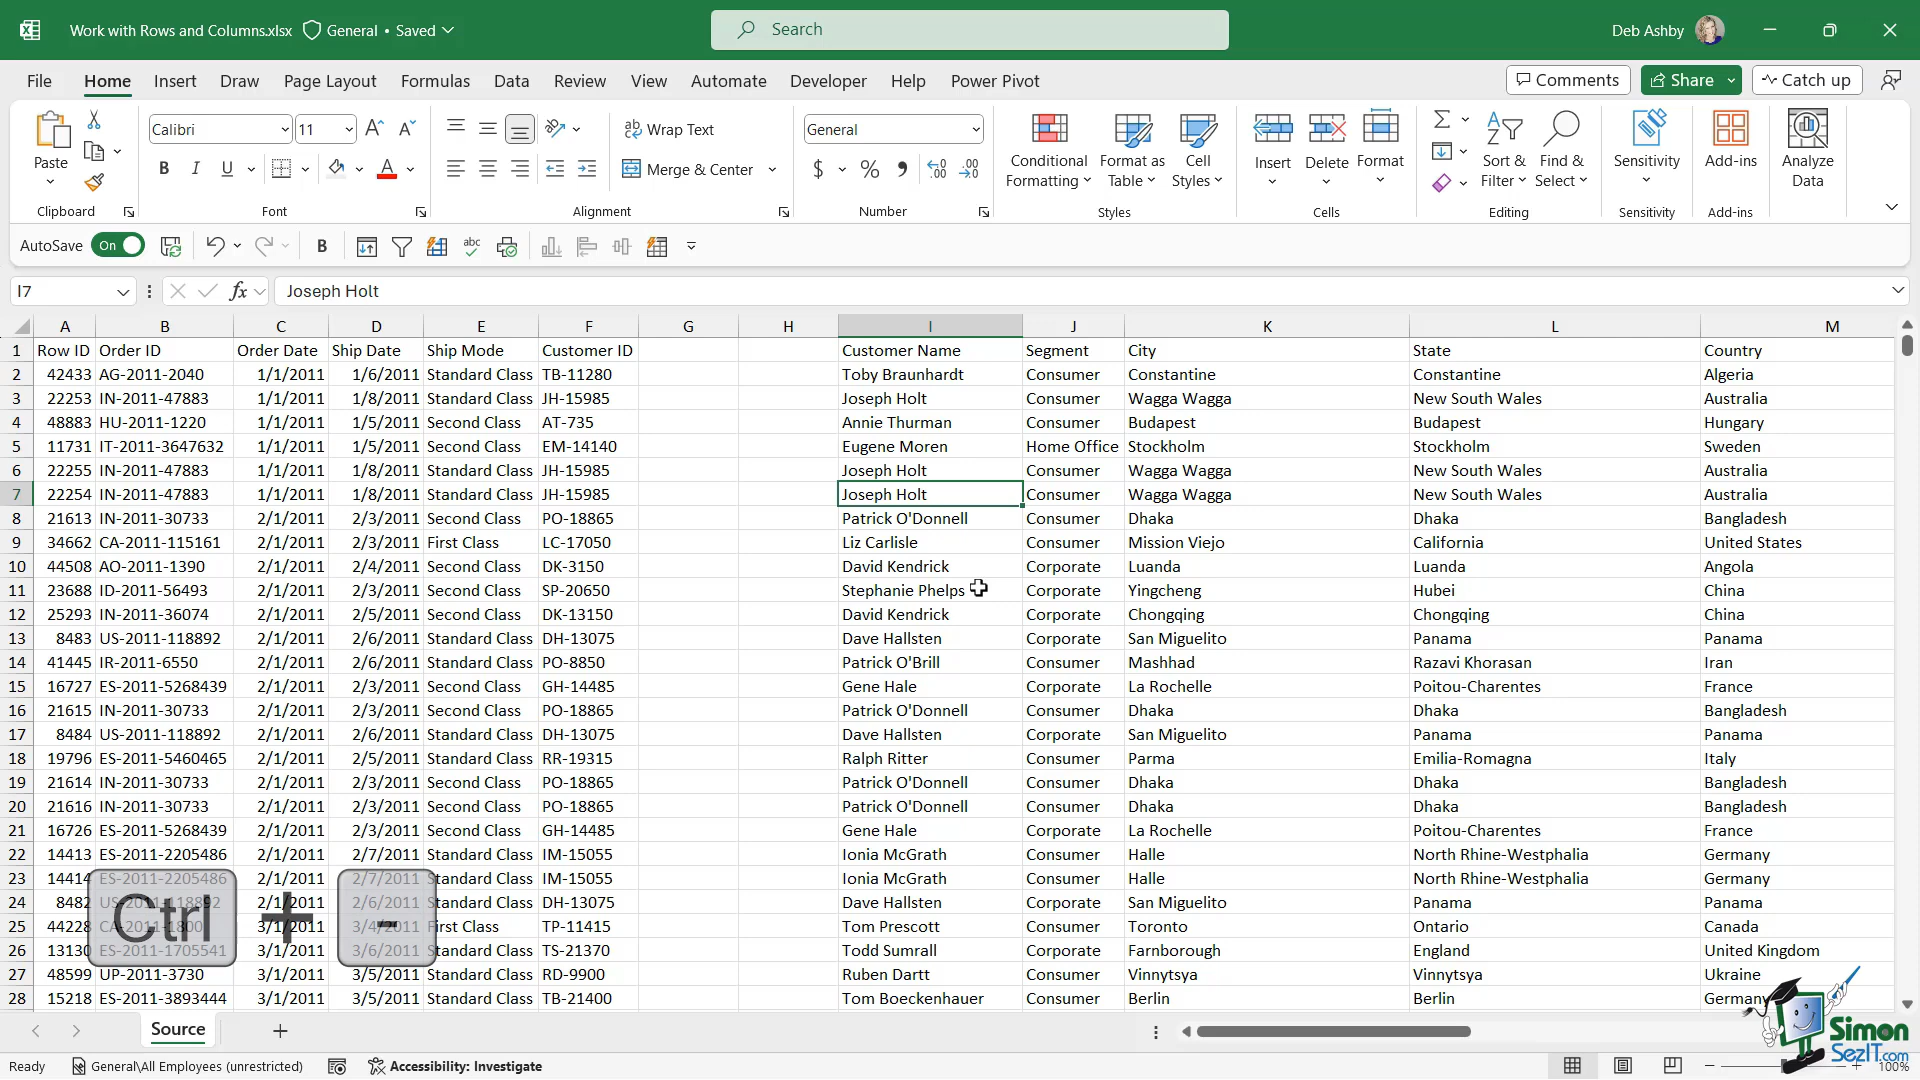 Work with Rows and Columns.xlsx General • Saved Search Deb Ashby
File Home Insert Draw Page Layout Formulas Data Review View Automate Developer Help Power Pivot Comments Share Catch up
Paste Calibri 11 Wrap Text General Conditional Formatting Format as Table Cell Styles Insert Delete Format Sort & Filter Find & Select Sensitivity Add-ins Analyze Data
B I U A Merge & Center $ % 
Clipboard Font Alignment Number Styles Cells Editing Sensitivity Add-ins
AutoSave On B abc
I7 fx Joseph Holt
A B C D E F G H I J K L M
1 Row ID Order ID Order Date Ship Date Ship Mode Customer ID Customer Name Segment City State Country
2 42433 AG-2011-2040 1/1/2011 1/6/2011 Standard Class TB-11280 Toby Braunhardt Consumer Constantine Constantine Algeria
3 22253 IN-2011-47883 1/1/2011 1/8/2011 Standard Class JH-15985 Joseph Holt Consumer Wagga Wagga New South Wales Australia
4 48883 HU-2011-1220 1/1/2011 1/5/2011 Second Class AT-735 Annie Thurman Consumer Budapest Budapest Hungary
5 11731 IT-2011-3647632 1/1/2011 1/5/2011 Second Class EM-14140 Eugene Moren Home Office Stockholm Stockholm Sweden
6 22255 IN-2011-47883 1/1/2011 1/8/2011 Standard Class JH-15985 Joseph Holt Consumer Wagga Wagga New South Wales Australia
7 22254 IN-2011-47883 1/1/2011 1/8/2011 Standard Class JH-15985 Joseph Holt Consumer Wagga Wagga New South Wales Australia
8 21613 IN-2011-30733 2/1/2011 2/3/2011 Second Class PO-18865 Patrick O'Donnell Consumer Dhaka Dhaka Bangladesh
9 34662 CA-2011-115161 2/1/2011 2/3/2011 First Class LC-17050 Liz Carlisle Consumer Mission Viejo California United States
10 44508 AO-2011-1390 2/1/2011 2/4/2011 Second Class DK-3150 David Kendrick Corporate Luanda Luanda Angola
11 23688 ID-2011-56493 2/1/2011 2/3/2011 Second Class SP-20650 Stephanie Phelps Corporate Yingcheng Hubei China
12 25293 IN-2011-36074 2/1/2011 2/5/2011 Second Class DK-13150 David Kendrick Corporate Chongqing Chongqing China
13 8483 US-2011-118892 2/1/2011 2/6/2011 Standard Class DH-13075 Dave Hallsten Corporate San Miguelito Panama Panama
14 41445 IR-2011-6550 2/1/2011 2/6/2011 Standard Class PO-8850 Patrick O'Brill Consumer Mashhad Razavi Khorasan Iran
15 16727 ES-2011-5268439 2/1/2011 2/3/2011 Second Class GH-14485 Gene Hale Corporate La Rochelle Poitou-Charentes France
16 21615 IN-2011-30733 2/1/2011 2/3/2011 Second Class PO-18865 Patrick O'Donnell Consumer Dhaka Dhaka Bangladesh
17 8484 US-2011-118892 2/1/2011 2/6/2011 Standard Class DH-13075 Dave Hallsten Corporate San Miguelito Panama Panama
18 19796 ES-2011-5460465 2/1/2011 2/5/2011 Standard Class RR-19315 Ralph Ritter Consumer Parma Emilia-Romagna Italy
19 21614 IN-2011-30733 2/1/2011 2/3/2011 Second Class PO-18865 Patrick O'Donnell Consumer Dhaka Dhaka Bangladesh
20 21616 IN-2011-30733 2/1/2011 2/3/2011 Second Class PO-18865 Patrick O'Donnell Consumer Dhaka Dhaka Bangladesh
21 16726 ES-2011-5268439 2/1/2011 2/3/2011 Second Class GH-14485 Gene Hale Corporate La Rochelle Poitou-Charentes France
22 14413 ES-2011-2205486 2/1/2011 2/7/2011 Standard Class IM-15055 Ionia McGrath Consumer Halle North Rhine-Westphalia Germany
23 14414 ES-2011-2205486 2/1/2011 2/7/2011 Standard Class IM-15055 Ionia McGrath Consumer Halle North Rhine-Westphalia Germany
24 8482 US-2011-118892 2/1/2011 2/6/2011 Standard Class DH-13075 Dave Hallsten Corporate San Miguelito Panama Panama
Ctrl + -
25 44228 CA-2011-1800 3/1/2011 3/4/2011 First Class TP-11415 Tom Prescott Consumer Toronto Ontario Canada
26 13130 ES-2011-1705541 3/1/2011 3/6/2011 Standard Class TS-21370 Todd Sumrall Corporate Farnborough England United Kingdom
27 48599 UP-2011-3730 3/1/2011 3/5/2011 Standard Class RD-9900 Ruben Dartt Consumer Vinnytsya Vinnytsya Ukraine
28 15218 ES-2011-3893444 3/1/2011 3/5/2011 Standard Class TB-21400 Tom Boeckenhauer Consumer Berlin Berlin Germany
Source
Simon
SezIT.com
Ready General\All Employees (unrestricted) Accessibility: Investigate 100%